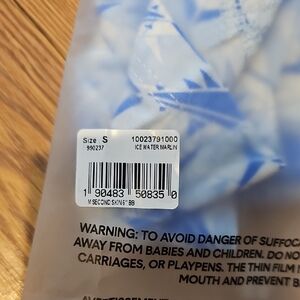 Size S 10023791000
990237 ICE WATER MARLIN
1 90483 50835 0
M SECOND SKIN 6" BB
WARNING: TO AVOID DANGER OF SUFFOCA
AWAY FROM BABIES AND CHILDREN. DO NO
CARRIAGES, OR PLAYPENS. THE THIN FILM
MOUTH AND PREVENT B